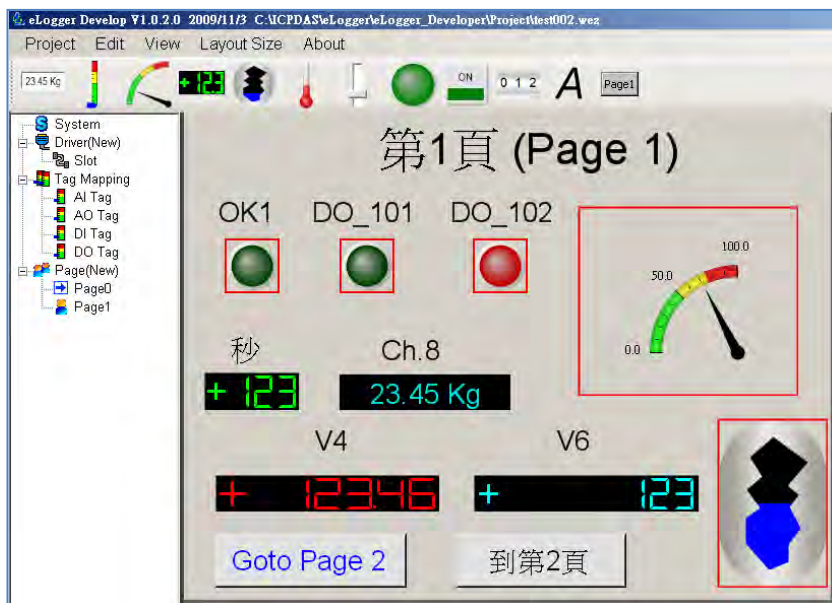 eLogger Develop V1.0.2.0 2009/11/3 C:\ICPDAS\eLogger\eLogger_Developer\Project\test002.wez
Project Edit View Layout Size About
23.45 Kg +12.3 ON 0 1 2 A Page1
System
Driver(New)
Slot
Tag Mapping
AI Tag
AO Tag
DI Tag
DO Tag
Page(New)
Page0
Page1
第1頁 (Page 1)
OK1 DO_101 DO_102
100.0
50.0
0.0
秒 Ch.8
+123 23.45 Kg
V4 V6
+ 123.46 + 123
Goto Page 2 到第2頁